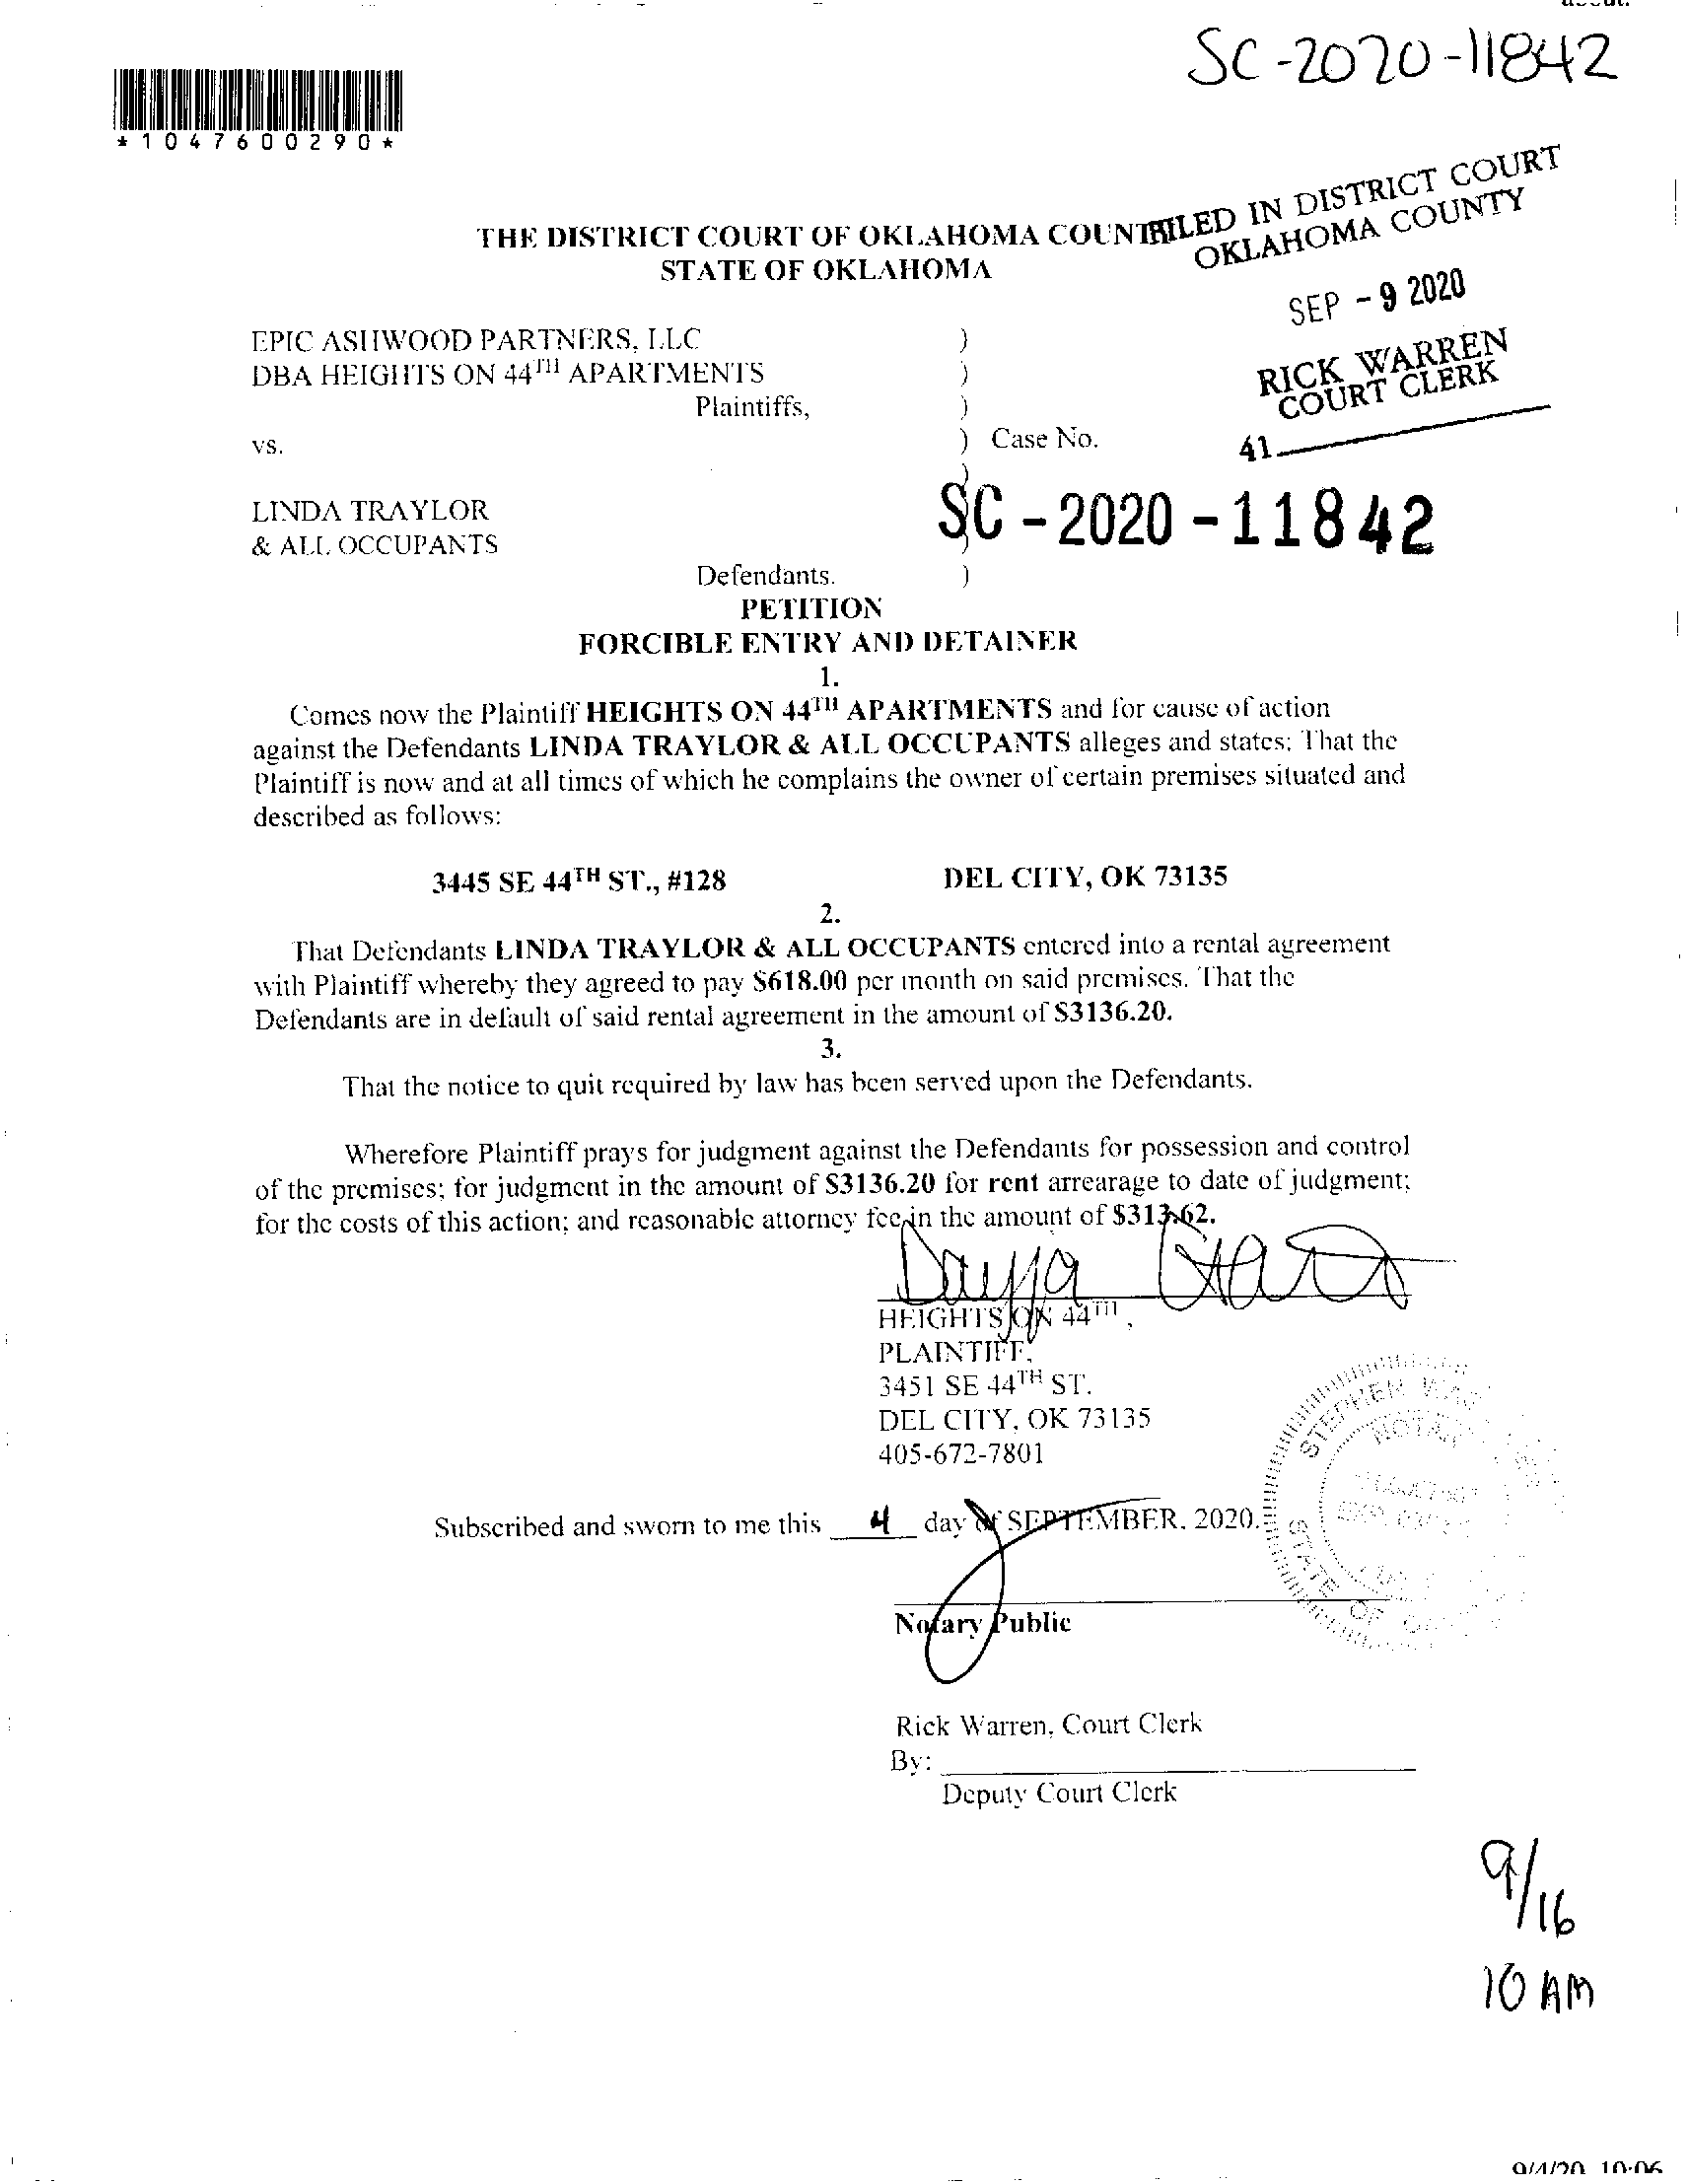 SC-2020-11842
*1047600290*
FILED IN DISTRICT COURT
OKLAHOMA COUNTY
THE DISTRICT COURT OF OKLAHOMA COUNT
STATE OF OKLAHOMA
SEP - 9 2020
EPIC ASHWOOD PARTNERS, LLC )
DBA HEIGHTS ON 44TH APARTMENTS )
RICK WARREN
COURT CLERK
Plaintiffs, )
vs. ) Case No.
41
LINDA TRAYLOR
SC-2020-11842
& ALL OCCUPANTS
Defendants. )
PETITION
FORCIBLE ENTRY AND DETAINER
1.
Comes now the Plaintiff HEIGHTS ON 44TH APARTMENTS and for cause of action
against the Defendants LINDA TRAYLOR & ALL OCCUPANTS alleges and states: That the
Plaintiff is now and at all times of which he complains the owner of certain premises situated and
described as follows:
3445 SE 44TH ST., #128 DEL CITY, OK 73135
2.
That Defendants LINDA TRAYLOR & ALL OCCUPANTS entered into a rental agreement
with Plaintiff whereby they agreed to pay $618.00 per month on said premises. That the
Defendants are in default of said rental agreement in the amount of $3136.20.
3.
That the notice to quit required by law has been served upon the Defendants.
Wherefore Plaintiff prays for judgment against the Defendants for possession and control
of the premises; for judgment in the amount of $3136.20 for rent arrearage to date of judgment;
for the costs of this action; and reasonable attorney fee in the amount of $313.62.
HEIGHTS ON 44TH,
PLAINTIFF,
3451 SE 44TH ST.
DEL CITY, OK 73135
405-672-7801
STEPHEN
STATE OF
Subscribed and sworn to me this 4 day of SEPTEMBER, 2020.
Notary Public
Rick Warren, Court Clerk
By:
Deputy Court Clerk
9/16
10 AM
9/4/20 10:06